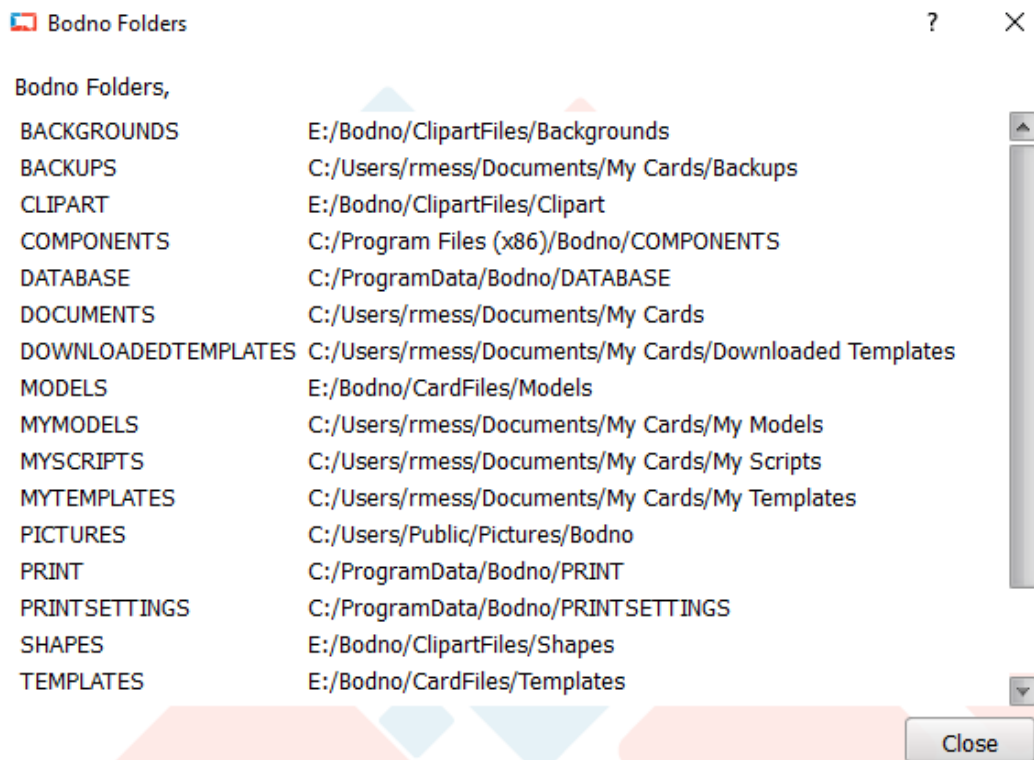 Bodno Folders ?
Bodno Folders,
BACKGROUNDS E:/Bodno/ClipartFiles/Backgrounds
BACKUPS C:/Users/rmess/Documents/My Cards/Backups
CLIPART E:/Bodno/ClipartFiles/Clipart
COMPONENTS C:/Program Files (x86)/Bodno/COMPONENTS
DATABASE C:/ProgramData/Bodno/DATABASE
DOCUMENTS C:/Users/rmess/Documents/My Cards
DOWNLOADEDTEMPLATES C:/Users/rmess/Documents/My Cards/Downloaded Templates
MODELS E:/Bodno/CardFiles/Models
MYMODELS C:/Users/rmess/Documents/My Cards/My Models
MYSCRIPTS C:/Users/rmess/Documents/My Cards/My Scripts
MYTEMPLATES C:/Users/rmess/Documents/My Cards/My Templates
PICTURES C:/Users/Public/Pictures/Bodno
PRINT C:/ProgramData/Bodno/PRINT
PRINTSETTINGS C:/ProgramData/Bodno/PRINTSETTINGS
SHAPES E:/Bodno/ClipartFiles/Shapes
TEMPLATES E:/Bodno/CardFiles/Templates
Close